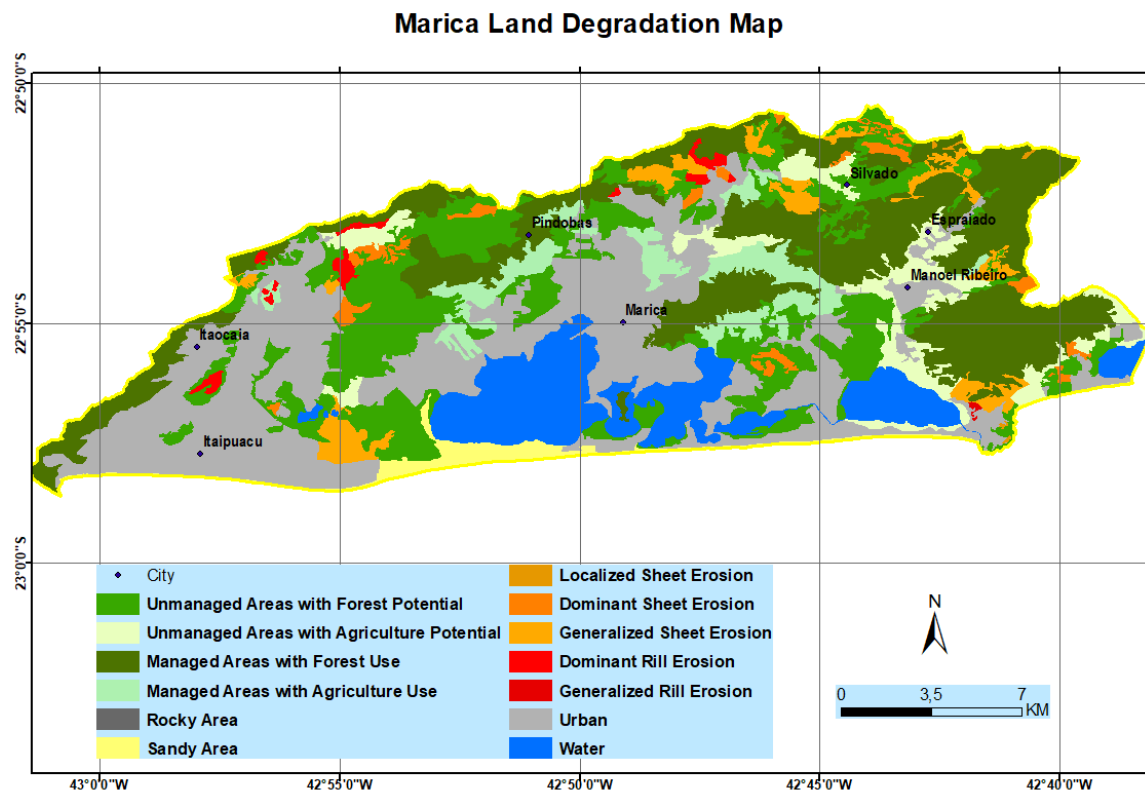 Marica Land Degradation Map
22°50'0"S
22°55'0"S
23°0'0"S
Silvado
Pindobas
Espraiado
Manoel Ribeiro
Marica
Itaocaia
Itaipuacu
City
Unmanaged Areas with Forest Potential
Unmanaged Areas with Agriculture Potential
Managed Areas with Forest Use
Managed Areas with Agriculture Use
Rocky Area
Sandy Area
Localized Sheet Erosion
Dominant Sheet Erosion
Generalized Sheet Erosion
Dominant Rill Erosion
Generalized Rill Erosion
Urban
Water
N
0 3,5 7
KM
43°0'0"W 42°55'0"W 42°50'0"W 42°45'0"W 42°40'0"W